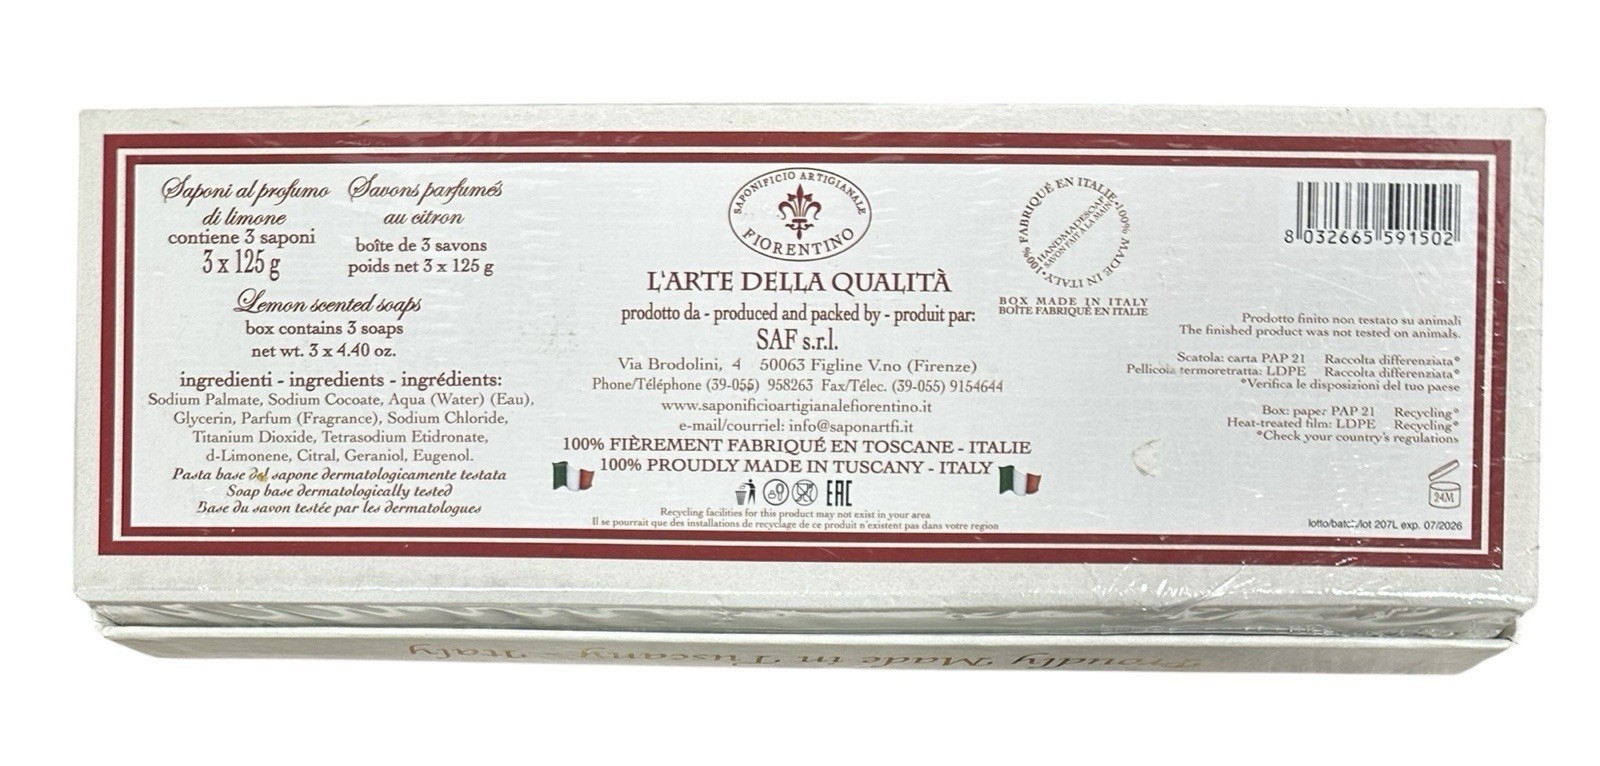 Saponi al profumo
di limone
contiene 3 saponi
3 x 125 g
Savons parfumés
au citron
boîte de 3 savons
poids net 3 x 125 g
Lemon scented soaps
box contains 3 soaps
net wt. 3 x 4.40 oz.
ingredienti - ingredients - ingrédients:
Sodium Palmate, Sodium Cocoate, Aqua (Water) (Eau),
Glycerin, Parfum (Fragrance), Sodium Chloride,
Titanium Dioxide, Tetrasodium Etidronate,
d-Limonene, Citral, Geraniol, Eugenol.
Pasta base del sapone dermatologicamente testata
Soap base dermatologically tested
Base du savon testée par les dermatologues
SAPONIFICIO ARTIGIANALE
FIORENTINO
L'ARTE DELLA QUALITÀ
prodotto da - produced and packed by - produit par:
SAF s.r.l.
Via Brodolini, 4 50063 Figline V.no (Firenze)
Phone/Téléphone (39-055) 958263 Fax/Télec. (39-055) 9154644
www.saponificioartigianalefiorentino.it
e-mail/courriel: info@saponartfi.it
100% FIÈREMENT FABRIQUÉ EN TOSCANE - ITALIE
100% PROUDLY MADE IN TUSCANY - ITALY
EAC
Recycling facilities for this product may not exist in your area
Il se pourrait que des installations de recyclage de ce produit n'existent pas dans votre region
100% FABRIQUÉ EN ITALIE
100% MADE IN ITALY
HANDMADE SOAP
SAVON FAIT À LA MAIN
BOX MADE IN ITALY
BOÎTE FABRIQUÉ EN ITALIE
8 032665 591502
Prodotto finito non testato su animali
The finished product was not tested on animals.
Scatola: carta PAP 21 Raccolta differenziata*
Pellicola termoretratta: LDPE Raccolta differenziata*
*Verifica le disposizioni del tuo paese
Box: paper PAP 21 Recycling*
Heat-treated film: LDPE Recycling*
*Check your country's regulations
24M
lotto/batch/lot 207L exp. 07/2026
Proudly Made in Tuscany - Italy